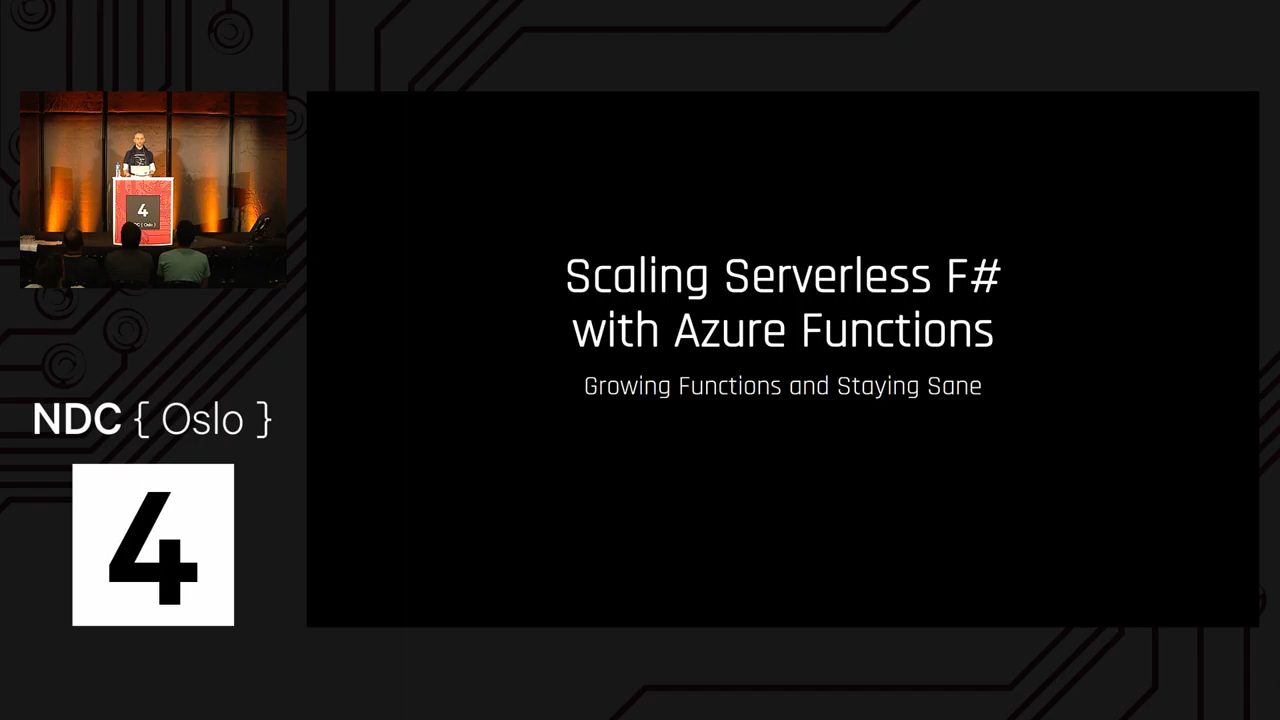 4
NDC { Oslo }
4
Scaling Serverless F#
with Azure Functions
Growing Functions and Staying Sane